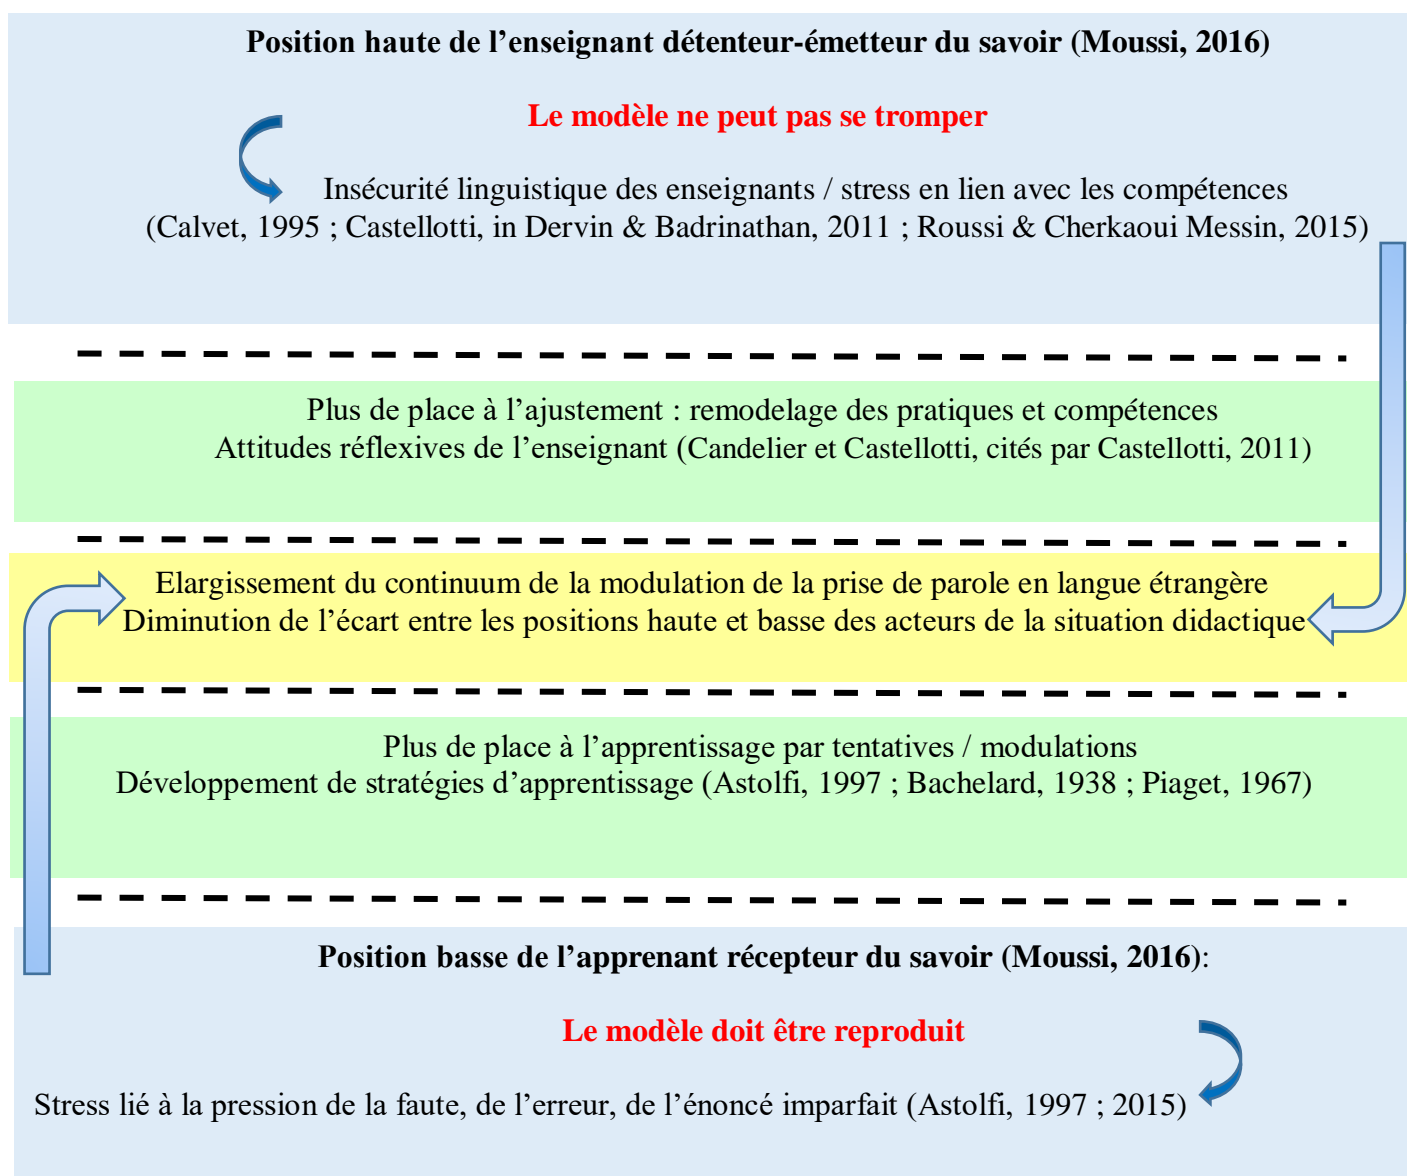 Position haute de l’enseignant détenteur-émetteur du savoir (Moussi, 2016)
Le modèle ne peut pas se tromper
Insécurité linguistique des enseignants / stress en lien avec les compétences
(Calvet, 1995 ; Castellotti, in Dervin & Badrinathan, 2011 ; Roussi & Cherkaoui Messin, 2015)
Plus de place à l’ajustement : remodelage des pratiques et compétences
Attitudes réflexives de l’enseignant (Candelier et Castellotti, cités par Castellotti, 2011)
Elargissement du continuum de la modulation de la prise de parole en langue étrangère
Diminution de l’écart entre les positions haute et basse des acteurs de la situation didactique
Plus de place à l’apprentissage par tentatives / modulations
Développement de stratégies d’apprentissage (Astolfi, 1997 ; Bachelard, 1938 ; Piaget, 1967)
Position basse de l’apprenant récepteur du savoir (Moussi, 2016):
Le modèle doit être reproduit
Stress lié à la pression de la faute, de l’erreur, de l’énoncé imparfait (Astolfi, 1997 ; 2015)